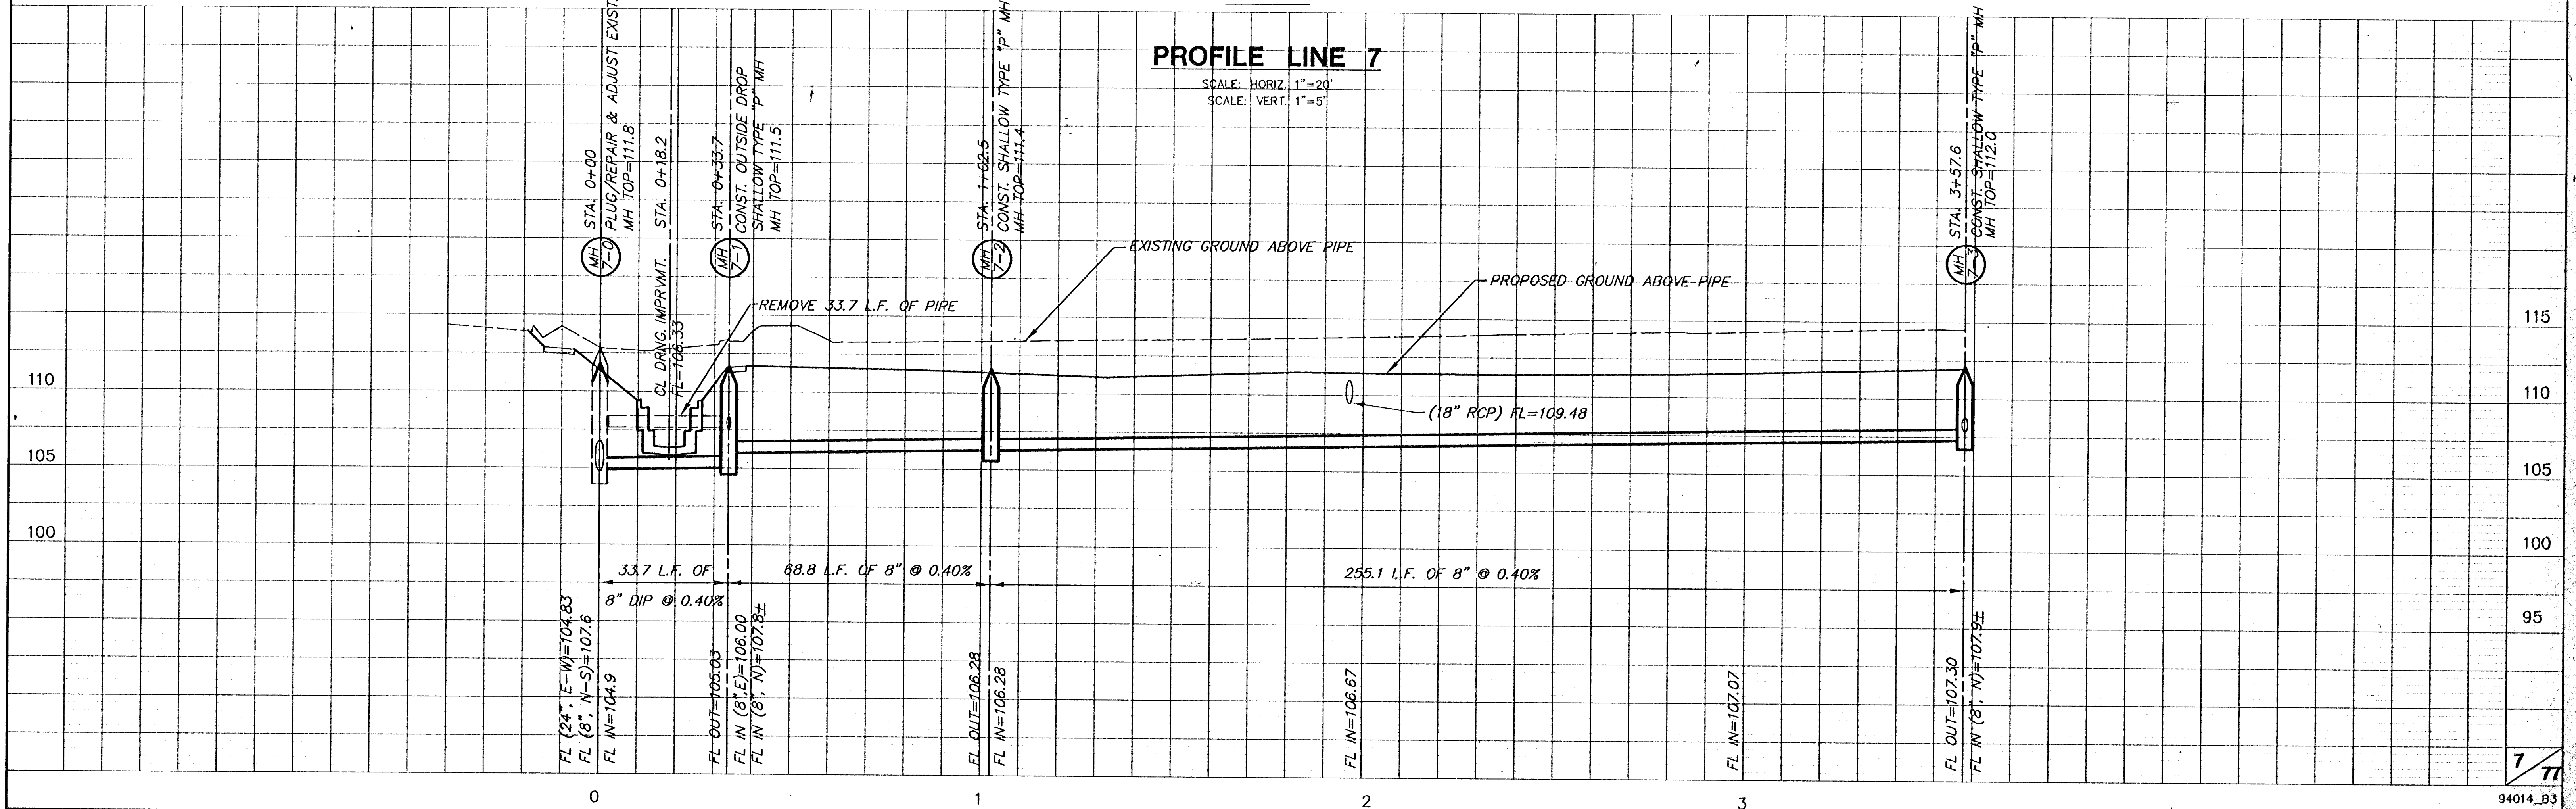 PROFILE LINE 7
SCALE: HORIZ. 1"=20'
SCALE: VERT. 1"=5'
MH 7-0
STA. 0+00
PLUG/REPAIR & ADJUST EXIST.
MH TOP=111.8
CL DRNG. IMPRVMT. STA. 0+18.2
FL=106.33
MH 7-1
STA. 0+33.7
CONST. OUTSIDE DROP
SHALLOW TYPE "P" MH
MH TOP=111.5
MH 7-2
STA. 1+02.5
CONST. SHALLOW TYPE "P" MH
MH TOP=111.4
MH 7-3
STA. 3+57.6
CONST. SHALLOW TYPE "P" MH
MH TOP=112.0
EXISTING GROUND ABOVE PIPE
PROPOSED GROUND ABOVE PIPE
REMOVE 33.7 L.F. OF PIPE
(18" RCP) FL=109.48
110
105
100
115
110
105
100
95
33.7 L.F. OF
8" DIP @ 0.40%
68.8 L.F. OF 8" @ 0.40%
255.1 L.F. OF 8" @ 0.40%
FL (24", E-W)=104.83
FL (8", N-S)=107.6
FL IN=104.9
FL OUT=105.03
FL IN (8",E)=106.00
FL IN (8", N)=107.8±
FL OUT=106.28
FL IN=106.28
FL IN=106.67
FL IN=107.07
FL OUT=107.30
FL IN (8", N)=107.9±
0
1
2
3
7/77
94014_B3